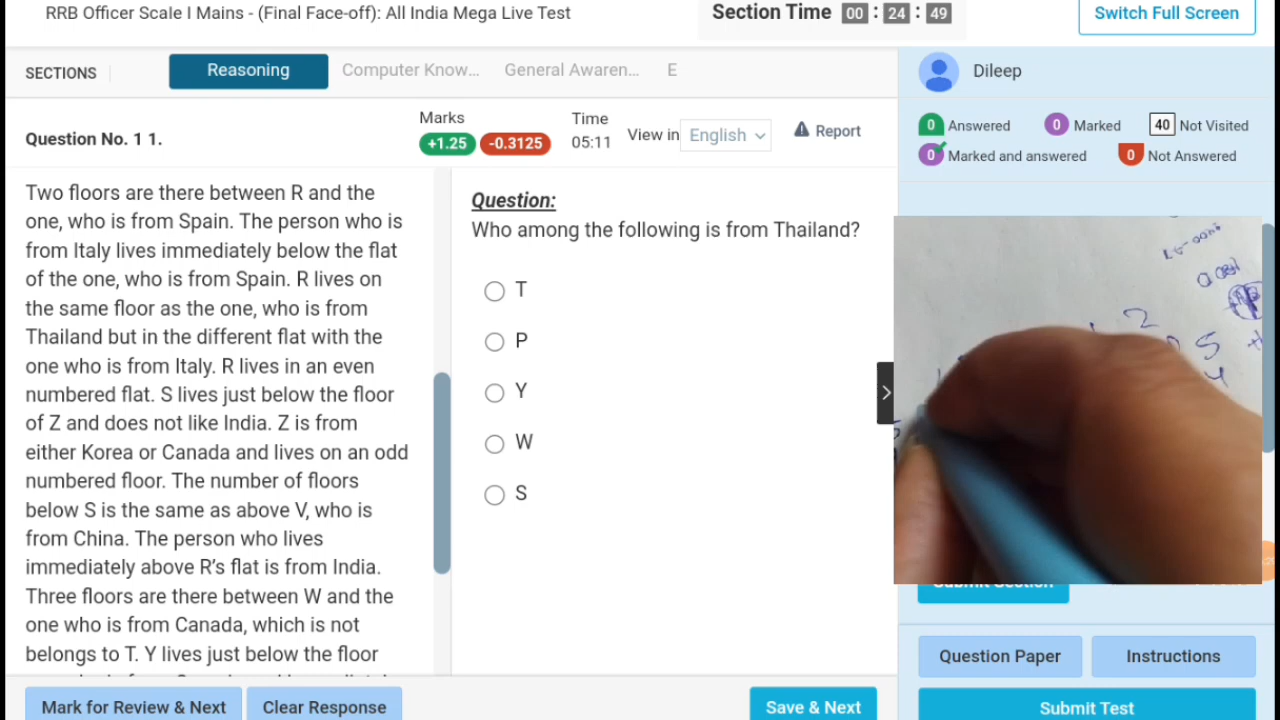 RRB Officer Scale I Mains - (Final Face-off): All India Mega Live Test
Section Time 00 : 24 : 49
Switch Full Screen
SECTIONS
Reasoning
Computer Know...
General Awaren...
E
Dileep
Question No. 1 1.
Marks
+1.25 -0.3125
Time
05:11
View in English
Report
0 Answered
0 Marked
40 Not Visited
0 Marked and answered
0 Not Answered
Two floors are there between R and the
one, who is from Spain. The person who is
from Italy lives immediately below the flat
of the one, who is from Spain. R lives on
the same floor as the one, who is from
Thailand but in the different flat with the
one who is from Italy. R lives in an even
numbered flat. S lives just below the floor
of Z and does not like India. Z is from
either Korea or Canada and lives on an odd
numbered floor. The number of floors
below S is the same as above V, who is
from China. The person who lives
immediately above R's flat is from India.
Three floors are there between W and the
one who is from Canada, which is not
belongs to T. Y lives just below the floor
Question:
Who among the following is from Thailand?
T
P
Y
W
S
2
S
Submit Section
Question Paper
Instructions
Mark for Review & Next
Clear Response
Save & Next
Submit Test